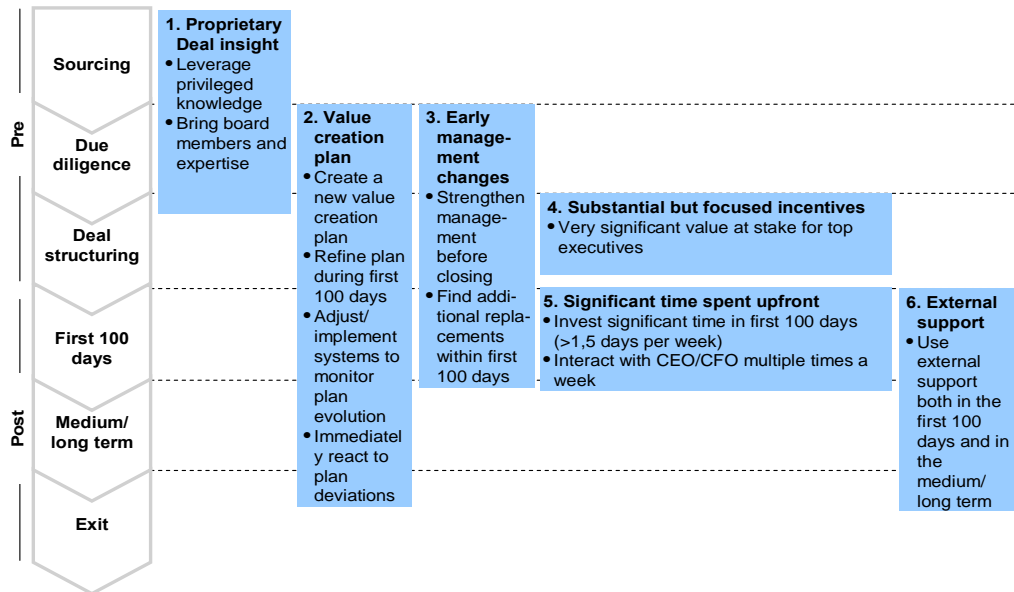 Pre
Post
Sourcing
Due
diligence
Deal
structuring
First 100
days
Medium/
long term
Exit
1. Proprietary
Deal insight
• Leverage
privileged
knowledge
• Bring board
members and
expertise
2. Value
creation
plan
• Create a
new value
creation
plan
• Refine plan
during first
100 days
• Adjust/
implement
systems to
monitor
plan
evolution
• Immediatel
y react to
plan
deviations
3. Early
manage-
ment
changes
• Strengthen
manage-
ment
before
closing
• Find addi-
tional repla-
cements
within first
100 days
4. Substantial but focused incentives
• Very significant value at stake for top
executives
5. Significant time spent upfront
• Invest significant time in first 100 days
(>1,5 days per week)
• Interact with CEO/CFO multiple times a
week
6. External
support
• Use
external
support
both in the
first 100
days and in
the
medium/
long term